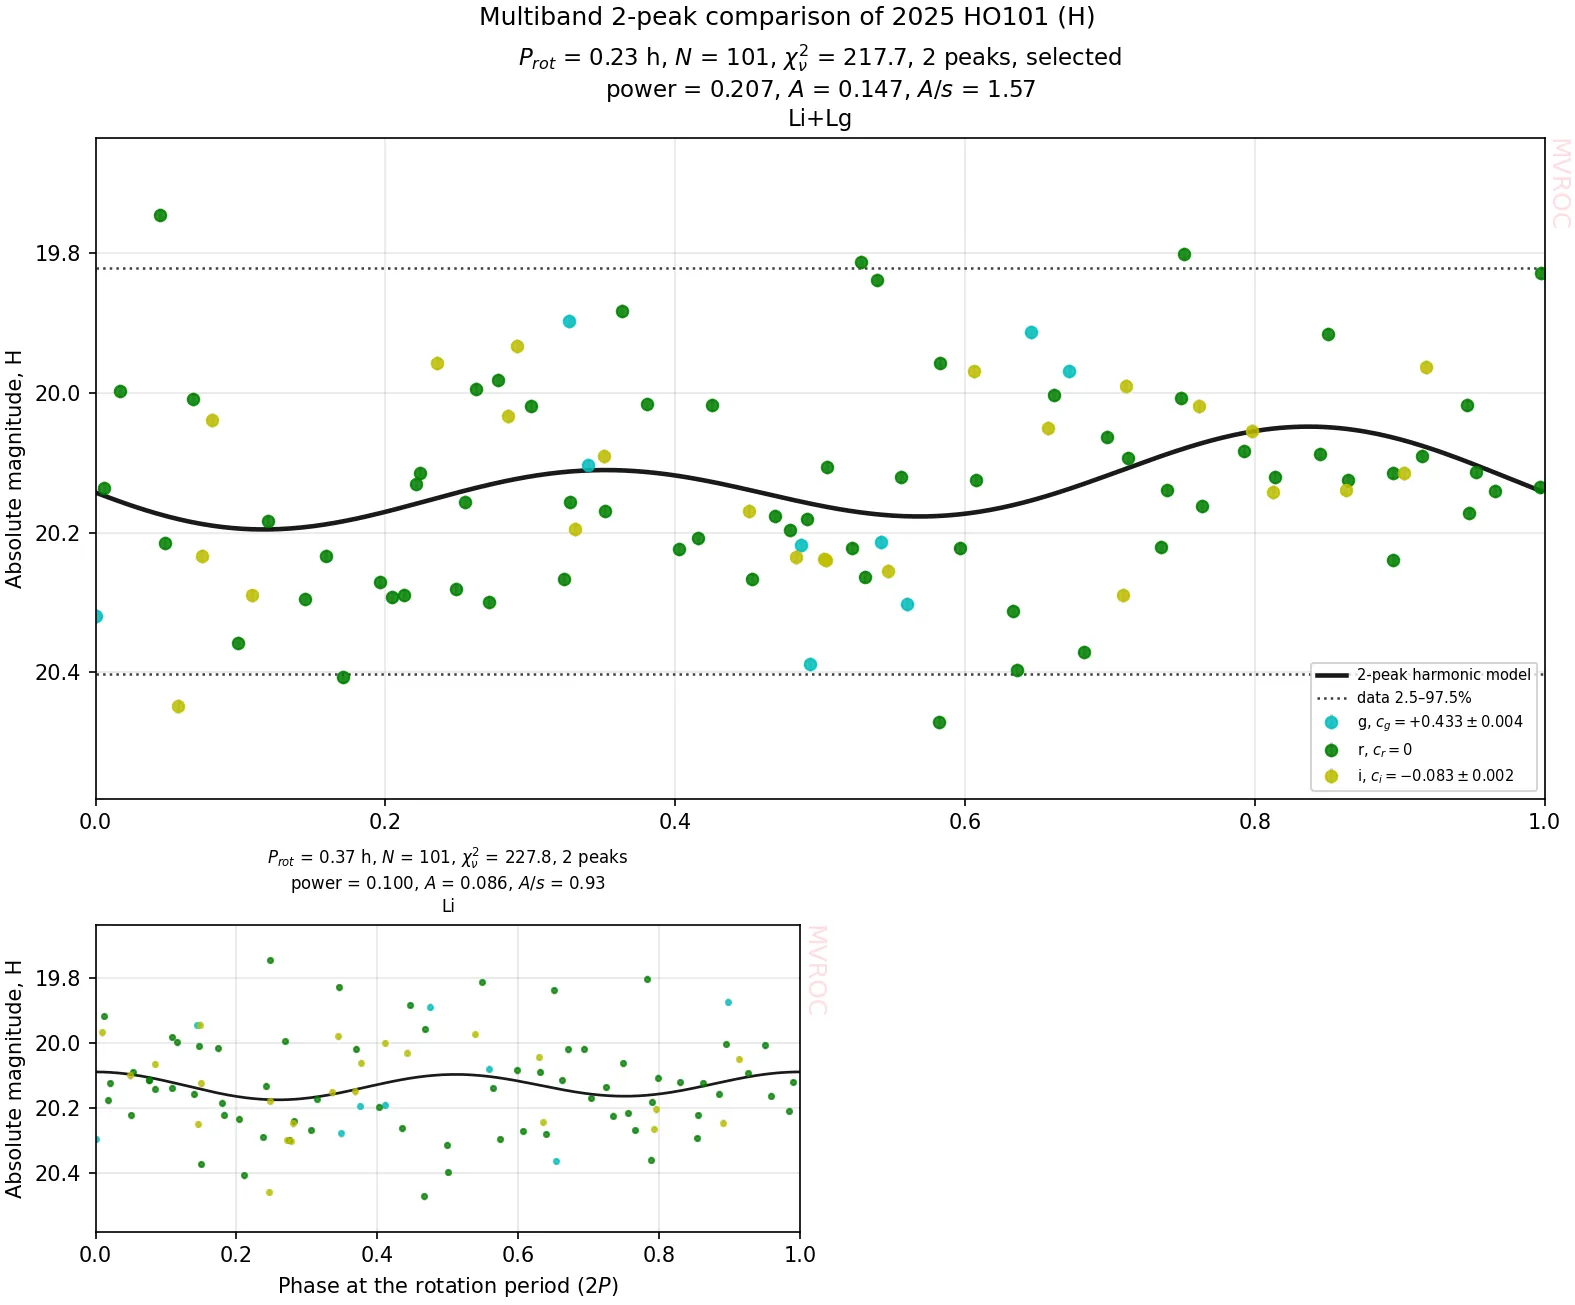 Multiband 2-peak comparison of 2025 HO101 (H)
P_rot = 0.23 h, N = 101, χ²_ν = 217.7, 2 peaks, selected
power = 0.207, A = 0.147, A/s = 1.57
Li+Lg
Absolute magnitude, H
19.8
20.0
20.2
20.4
0.0 0.2 0.4 0.6 0.8 1.0
2-peak harmonic model
data 2.5–97.5%
g, c_g = +0.433 ± 0.004
r, c_r = 0
i, c_i = −0.083 ± 0.002
MVROC
P_rot = 0.37 h, N = 101, χ²_ν = 227.8, 2 peaks
power = 0.100, A = 0.086, A/s = 0.93
Li
Absolute magnitude, H
19.8
20.0
20.2
20.4
0.0 0.2 0.4 0.6 0.8 1.0
Phase at the rotation period (2P)
MVROC